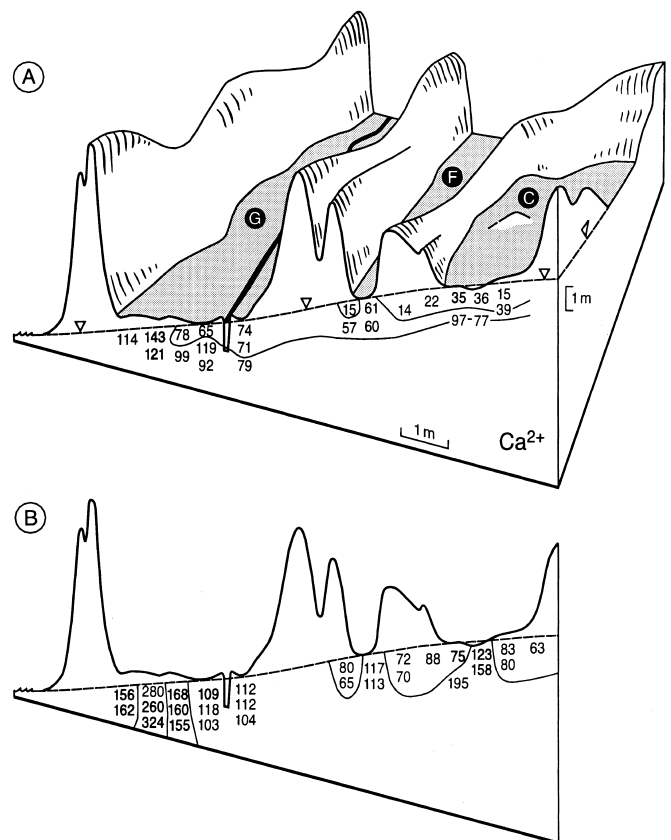 A
G
F
C
1m
15 61 14 22 35 36 15
57 60 97-77 39
114 143 78 65 74
121 99 119 71
92 79
1m
Ca2+
B
80 117 72 88 75 123 83 63
65 113 70 195 158 80
156 280 168 109 112
162 260 160 118 112
324 155 103 104